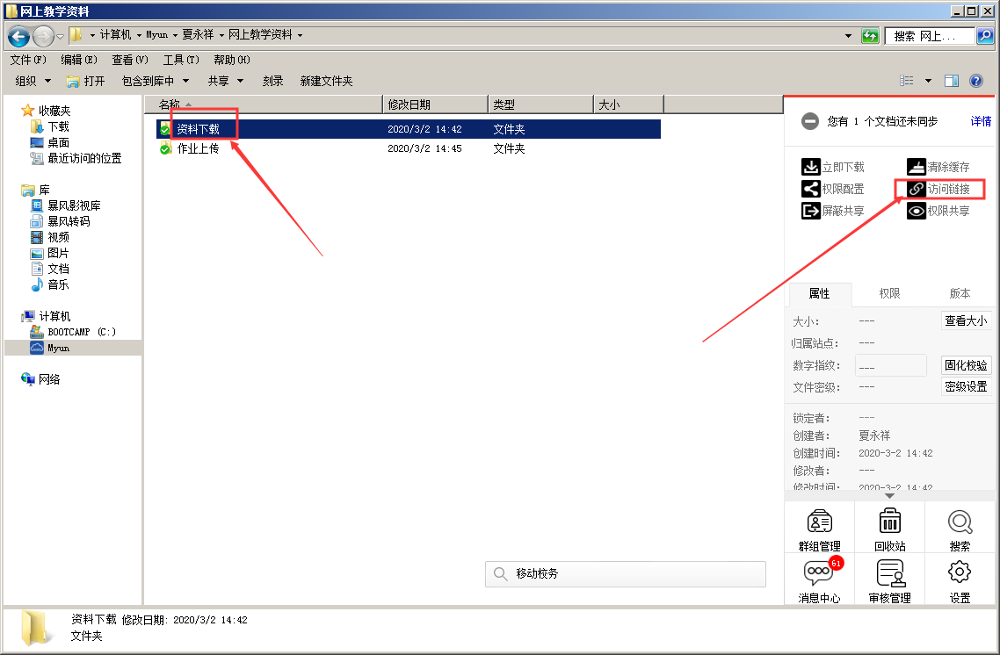 网上教学资料
计算机 Myun 夏永祥 网上教学资料
搜索 网上...
文件(F) 编辑(E) 查看(V) 工具(T) 帮助(H)
组织 打开 包含到库中 共享 刻录 新建文件夹
收藏夹
下载
桌面
最近访问的位置
库
暴风影视库
暴风转码
视频
图片
文档
音乐
计算机
BOOTCAMP (C:)
Myun
网络
名称 修改日期 类型 大小
资料下载 2020/3/2 14:42 文件夹
作业上传 2020/3/2 14:45 文件夹
移动校务
您有 1 个文档还未同步 详情
立即下载 清除缓存
权限配置 访问链接
屏蔽共享 权限共享
属性 权限 版本
大小: --- 查看大小
归属站点: ---
数字指纹: --- 固化校验
文件密级: --- 密级设置
锁定者: ---
创建者: 夏永祥
创建时间: 2020-3-2 14:42
修改者: ---
修改时间: 2020-3-2 14:42
群组管理 回收站 搜索
61
消息中心 审核管理 设置
资料下载 修改日期: 2020/3/2 14:42
文件夹